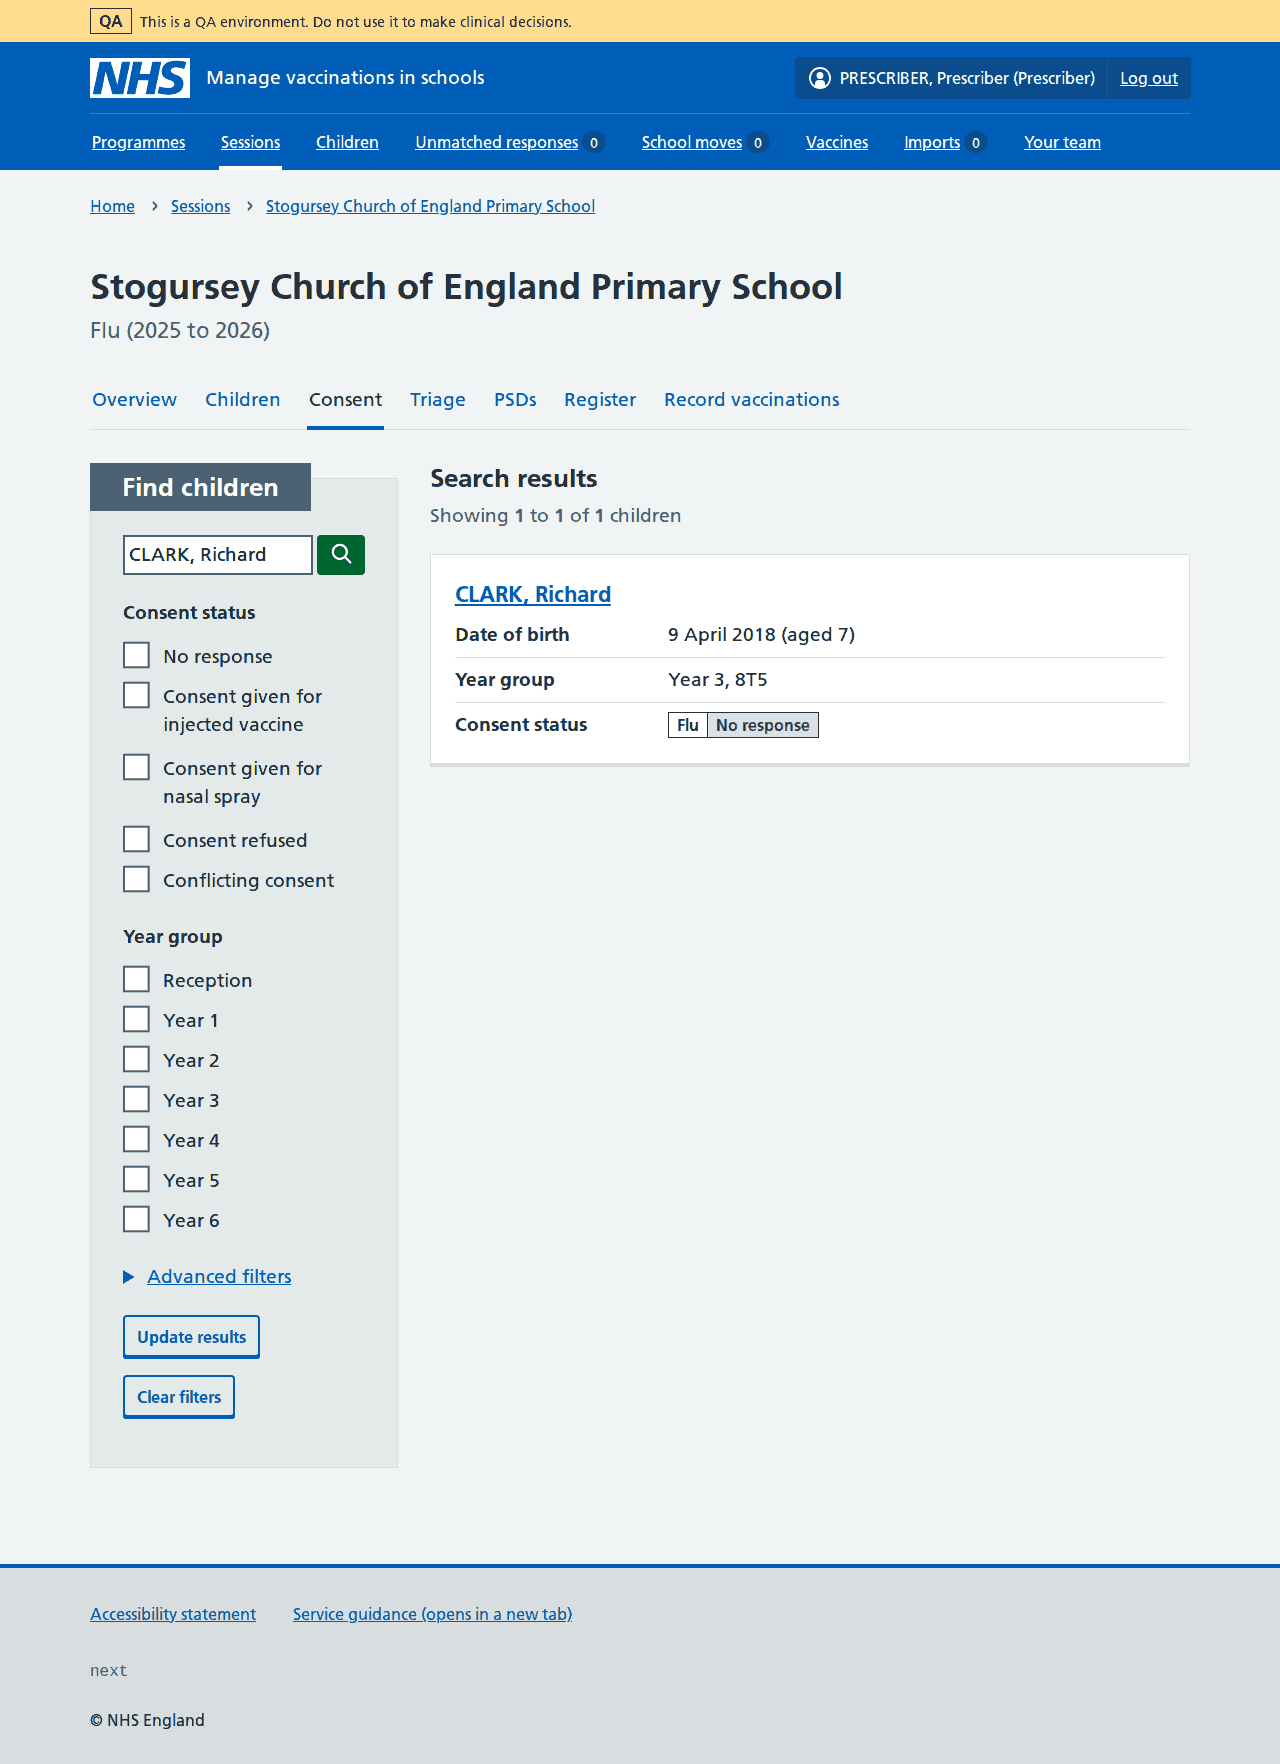 QA This is a QA environment. Do not use it to make clinical decisions.
NHS Manage vaccinations in schools PRESCRIBER, Prescriber (Prescriber) Log out
Programmes Sessions Children Unmatched responses 0 School moves 0 Vaccines Imports 0 Your team
Home Sessions Stogursey Church of England Primary School
Stogursey Church of England Primary School
Flu (2025 to 2026)
Overview Children Consent Triage PSDs Register Record vaccinations
Find children
CLARK, Richard
Consent status
No response
Consent given for
injected vaccine
Consent given for
nasal spray
Consent refused
Conflicting consent
Year group
Reception
Year 1
Year 2
Year 3
Year 4
Year 5
Year 6
Advanced filters
Update results
Clear filters
Search results
Showing 1 to 1 of 1 children
CLARK, Richard
Date of birth 9 April 2018 (aged 7)
Year group Year 3, 8T5
Consent status Flu No response
Accessibility statement Service guidance (opens in a new tab)
next
© NHS England